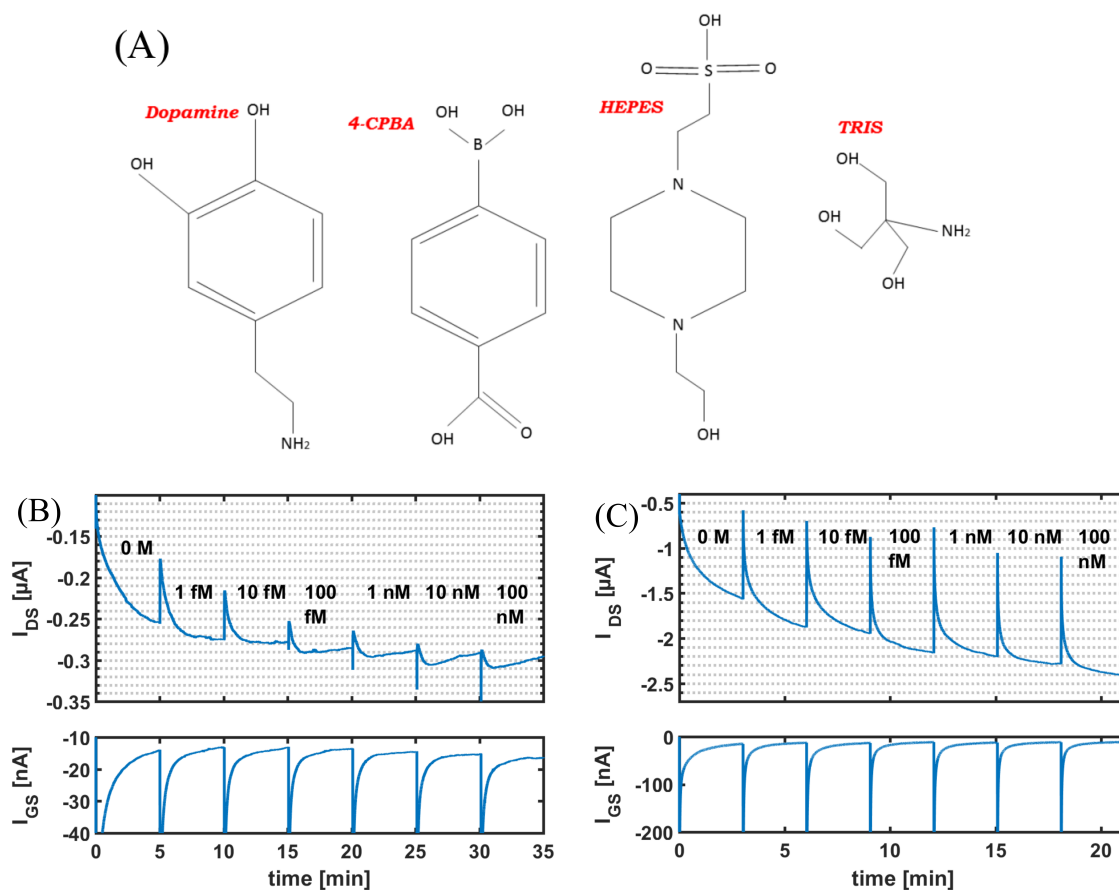 (A)
Dopamine
OH
OH
NH₂
4-CPBA
OH
OH
B
OH
O
HEPES
OH
O
S
O
N
N
OH
TRIS
OH
OH
NH₂
OH
(B)
I_DS [µA]
-0.15
-0.2
-0.25
-0.3
-0.35
0 M
1 fM
10 fM
100 fM
1 nM
10 nM
100 nM
I_GS [nA]
-10
-20
-30
-40
0 5 10 15 20 25 30 35
time [min]
(C)
I_DS [µA]
-0.5
-1
-1.5
-2
-2.5
0 M
1 fM
10 fM
100 fM
1 nM
10 nM
100 nM
I_GS [nA]
0
-100
-200
0 5 10 15 20
time [min]